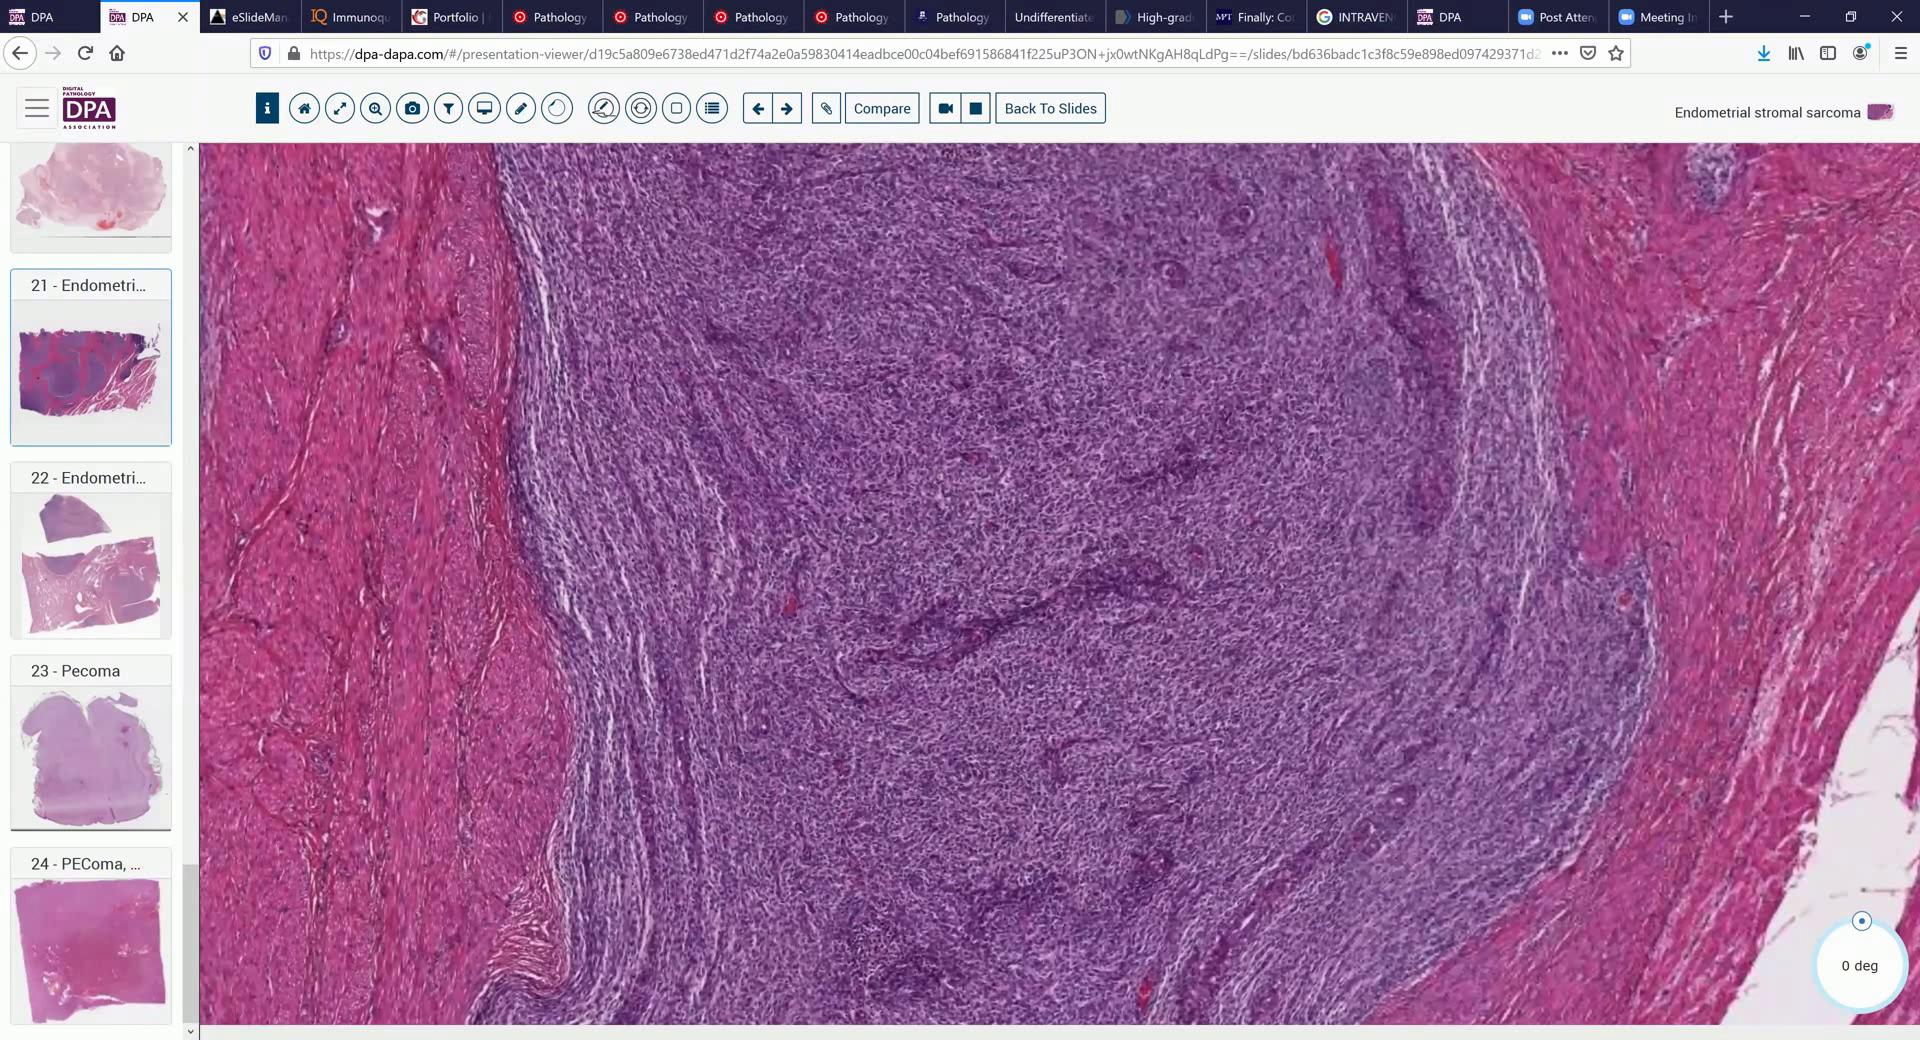 DPA
DPA
eSlideMan
Immunoqu
Portfolio |
Pathology
Pathology
Pathology
Pathology
Pathology
Undifferentiate
High-grad
Finally: Co
INTRAVEN
DPA
Post Atten
Meeting In
https://dpa-dapa.com/#/presentation-viewer/d19c5a809e6738ed471d2f74a2e0a59830414eadbce00c04bef691586841f225uP3ON+jx0wtNKgAH8qLdPg==/slides/bd636badc1c3f8c59e898ed097429371d2
DIGITAL
PATHOLOGY
DPA
ASSOCIATION
Compare
Back To Slides
Endometrial stromal sarcoma
21 - Endometri...
22 - Endometri...
23 - Pecoma
24 - PEComa, ...
0 deg